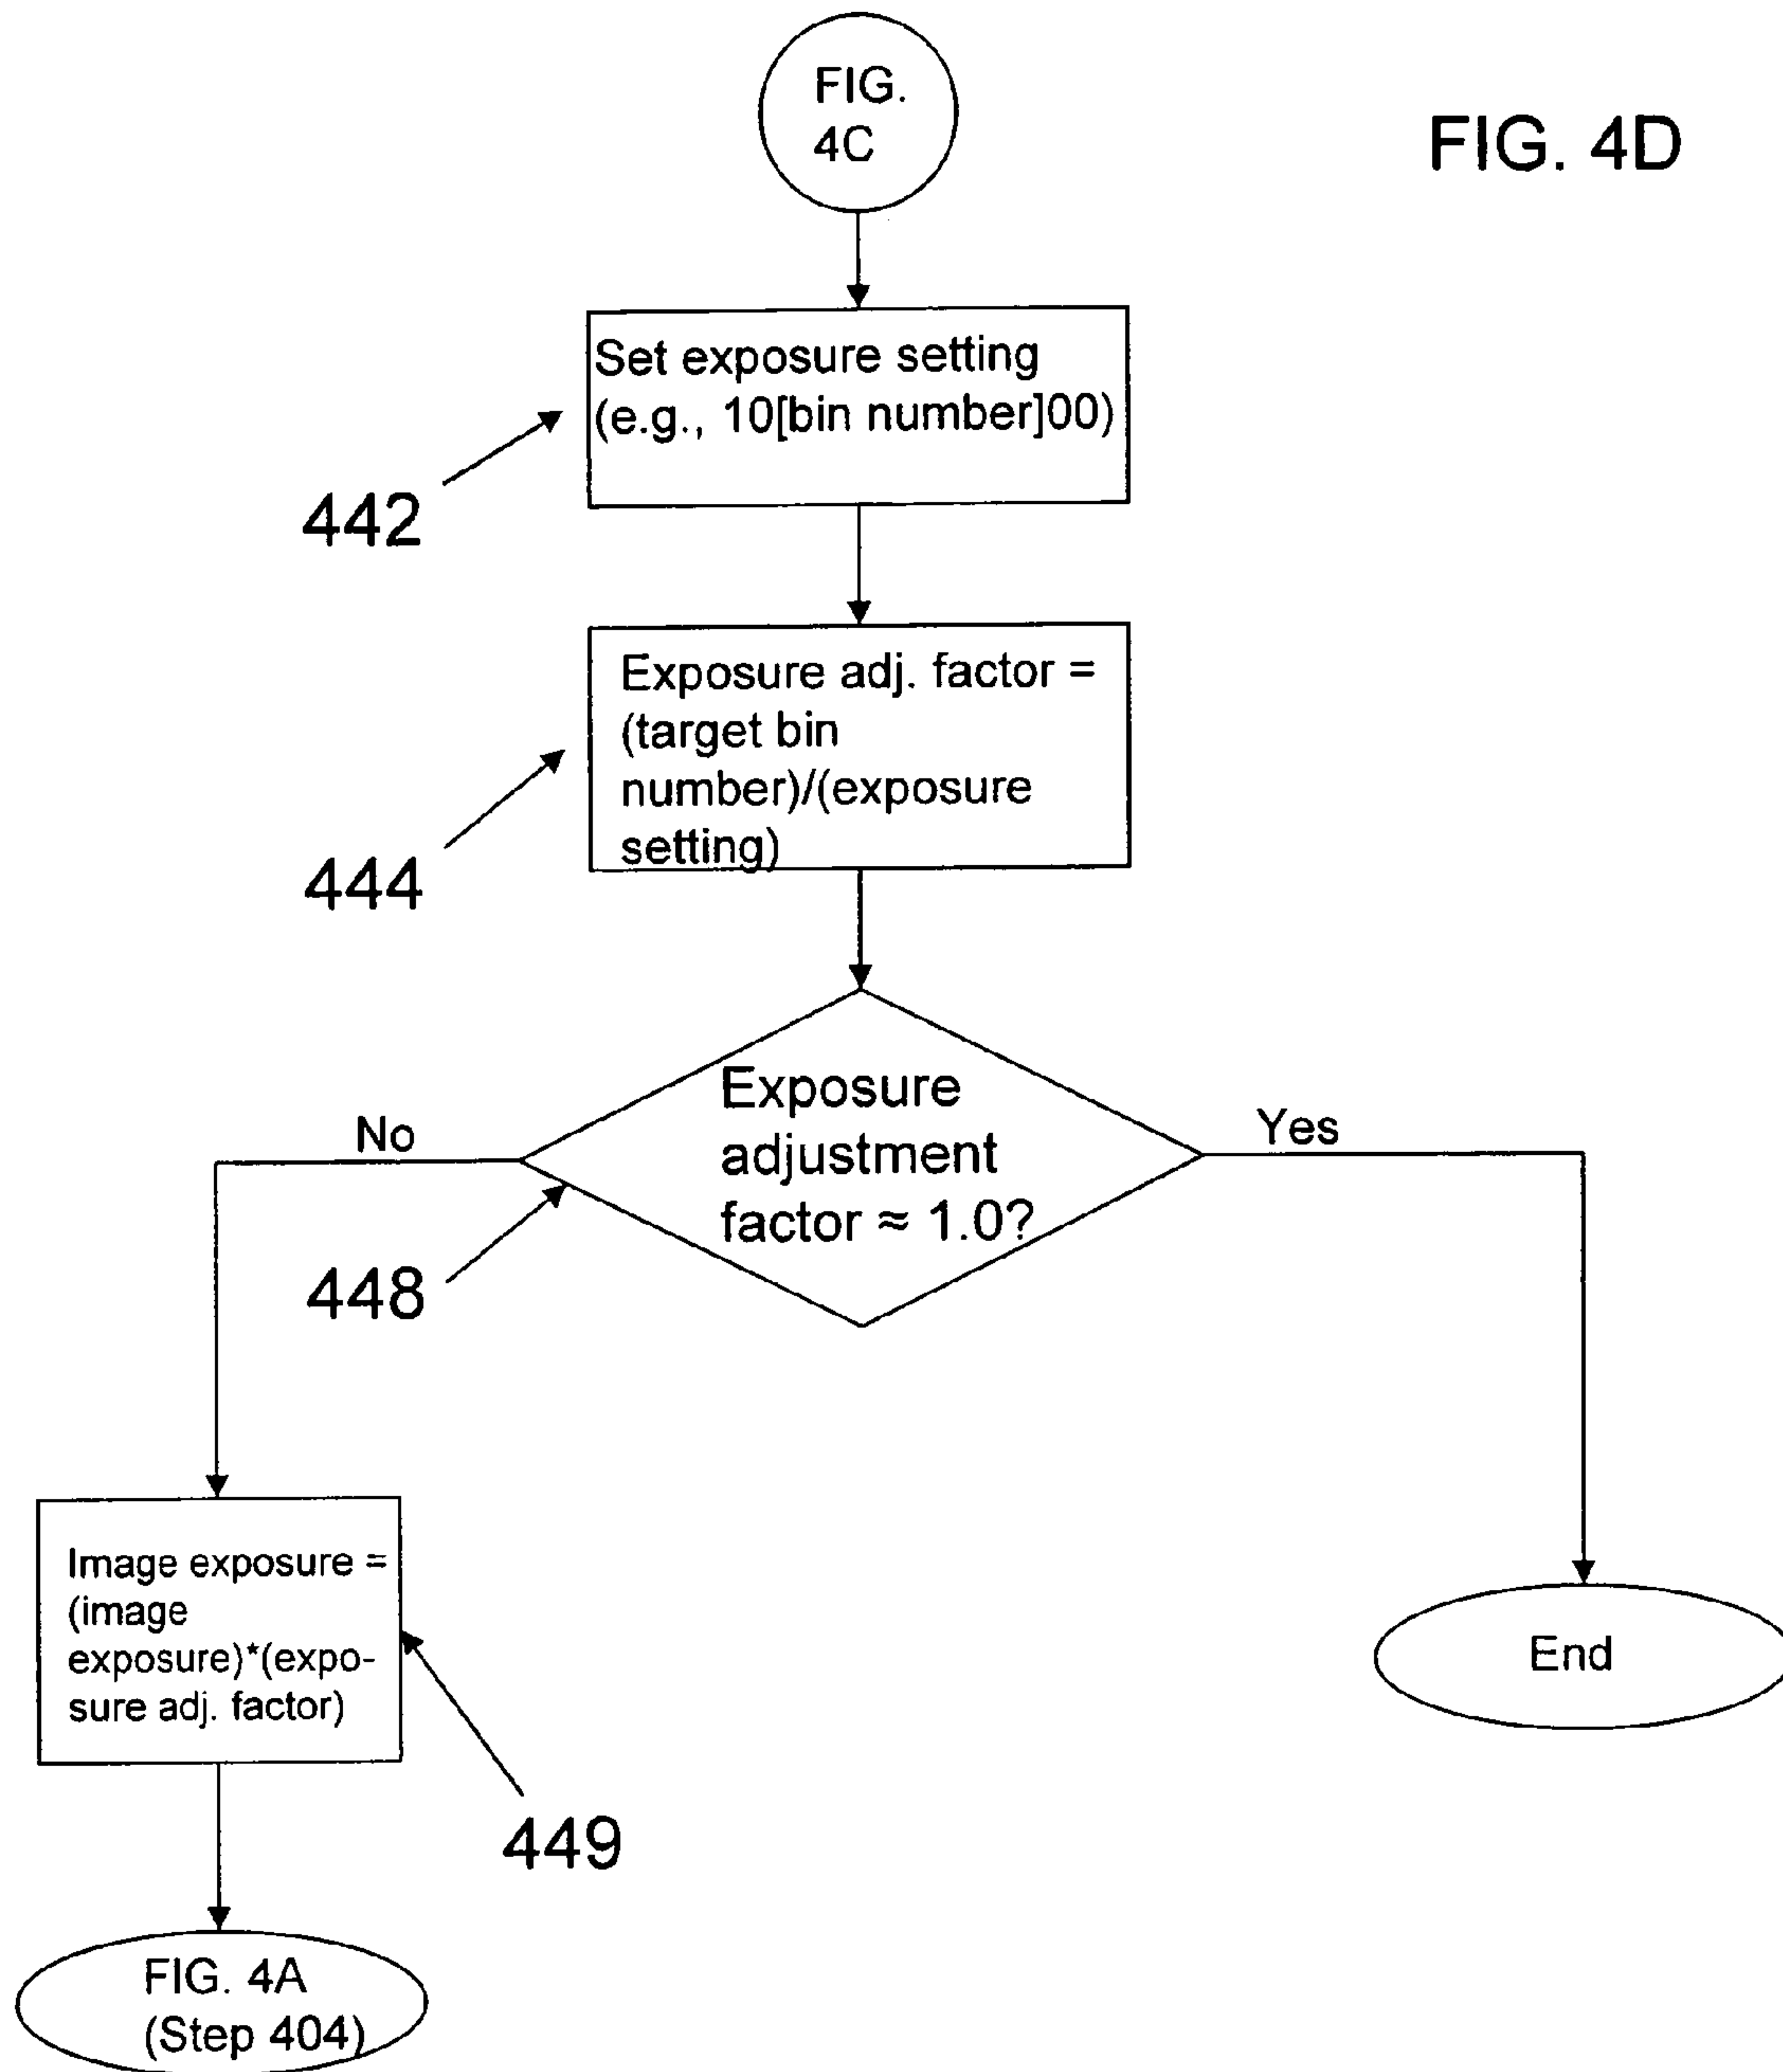 FIG.
4C
FIG. 4D
Set exposure setting
(e.g., 10[bin number]00)
442
Exposure adj. factor =
(target bin
number)/(exposure
setting)
444
Exposure
adjustment
factor ≈ 1.0?
No
Yes
448
Image exposure =
(image
exposure)*(expo-
sure adj. factor)
449
End
FIG. 4A
(Step 404)